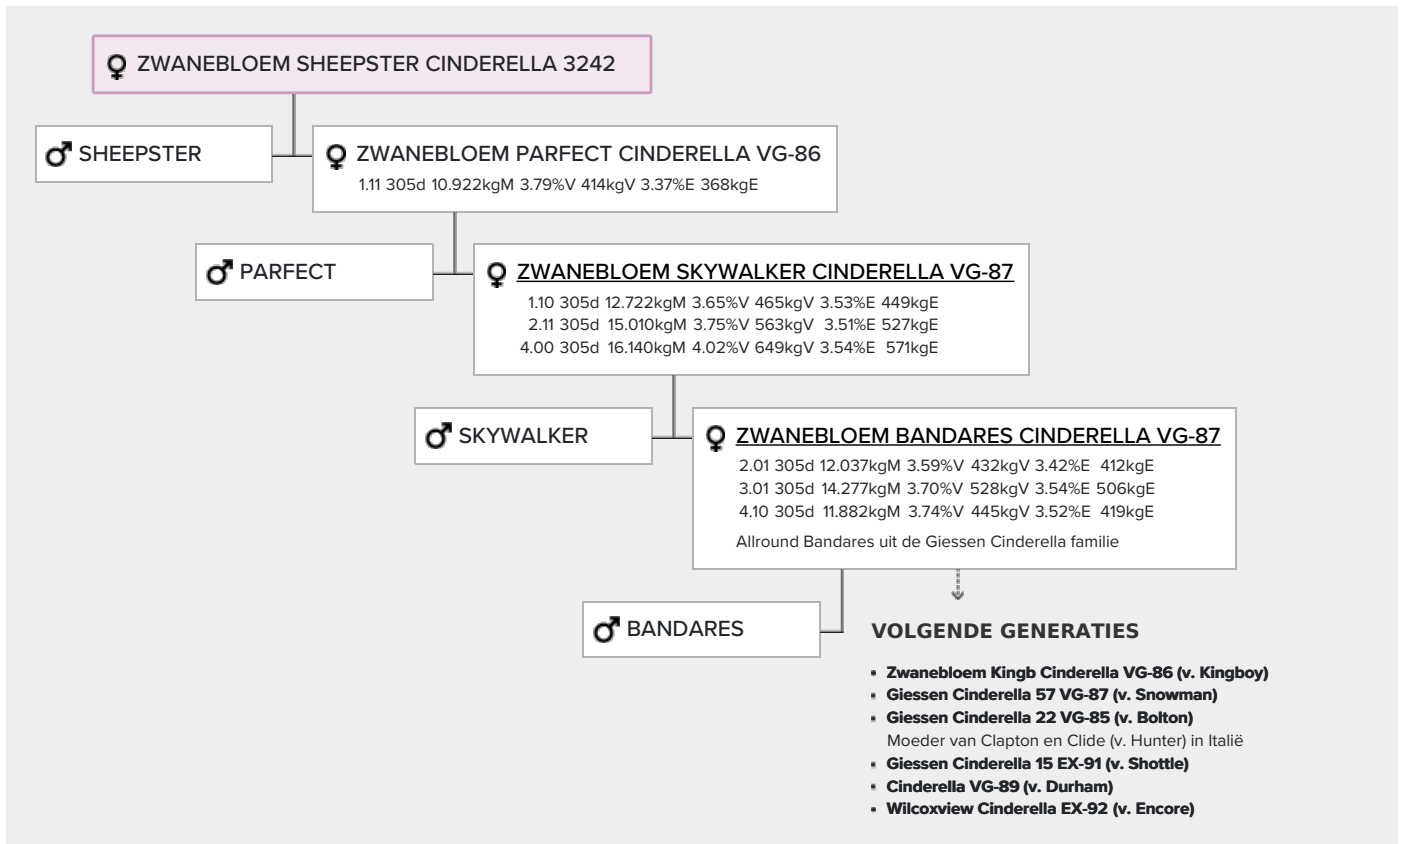 ZWANEBLOEM SHEEPSTER CINDERELLA 3242
SHEEPSTER
ZWANEBLOEM PARFECT CINDERELLA VG-86
1.11 305d 10.922kgM 3.79%V 414kgV 3.37%E 368kgE
PARFECT
ZWANEBLOEM SKYWALKER CINDERELLA VG-87
1.10 305d 12.722kgM 3.65%V 465kgV 3.53%E 449kgE
2.11 305d 15.010kgM 3.75%V 563kgV 3.51%E 527kgE
4.00 305d 16.140kgM 4.02%V 649kgV 3.54%E 571kgE
SKYWALKER
ZWANEBLOEM BANDARES CINDERELLA VG-87
2.01 305d 12.037kgM 3.59%V 432kgV 3.42%E 412kgE
3.01 305d 14.277kgM 3.70%V 528kgV 3.54%E 506kgE
4.10 305d 11.882kgM 3.74%V 445kgV 3.52%E 419kgE
Allround Bandares uit de Giessen Cinderella familie
BANDARES
VOLGENDE GENERATIES
Zwanebloem Kingb Cinderella VG-86 (v. Kingboy)
Giessen Cinderella 57 VG-87 (v. Snowman)
Giessen Cinderella 22 VG-85 (v. Bolton)
Moeder van Clapton en Clide (v. Hunter) in Italië
Giessen Cinderella 15 EX-91 (v. Shottle)
Cinderella VG-89 (v. Durham)
Wilcoxview Cinderella EX-92 (v. Encore)